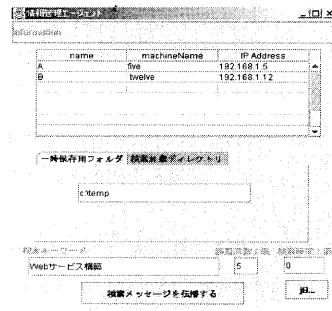 情報管理エージェント
Information
name machineName IP Address
A five 192.168.1.5
B twelve 192.168.1.12
一時保存用フォルダ 検索対象ディレクトリ
c:\temp
検索キーワード
Webサービス構築 5 0
検索メッセージを伝播する